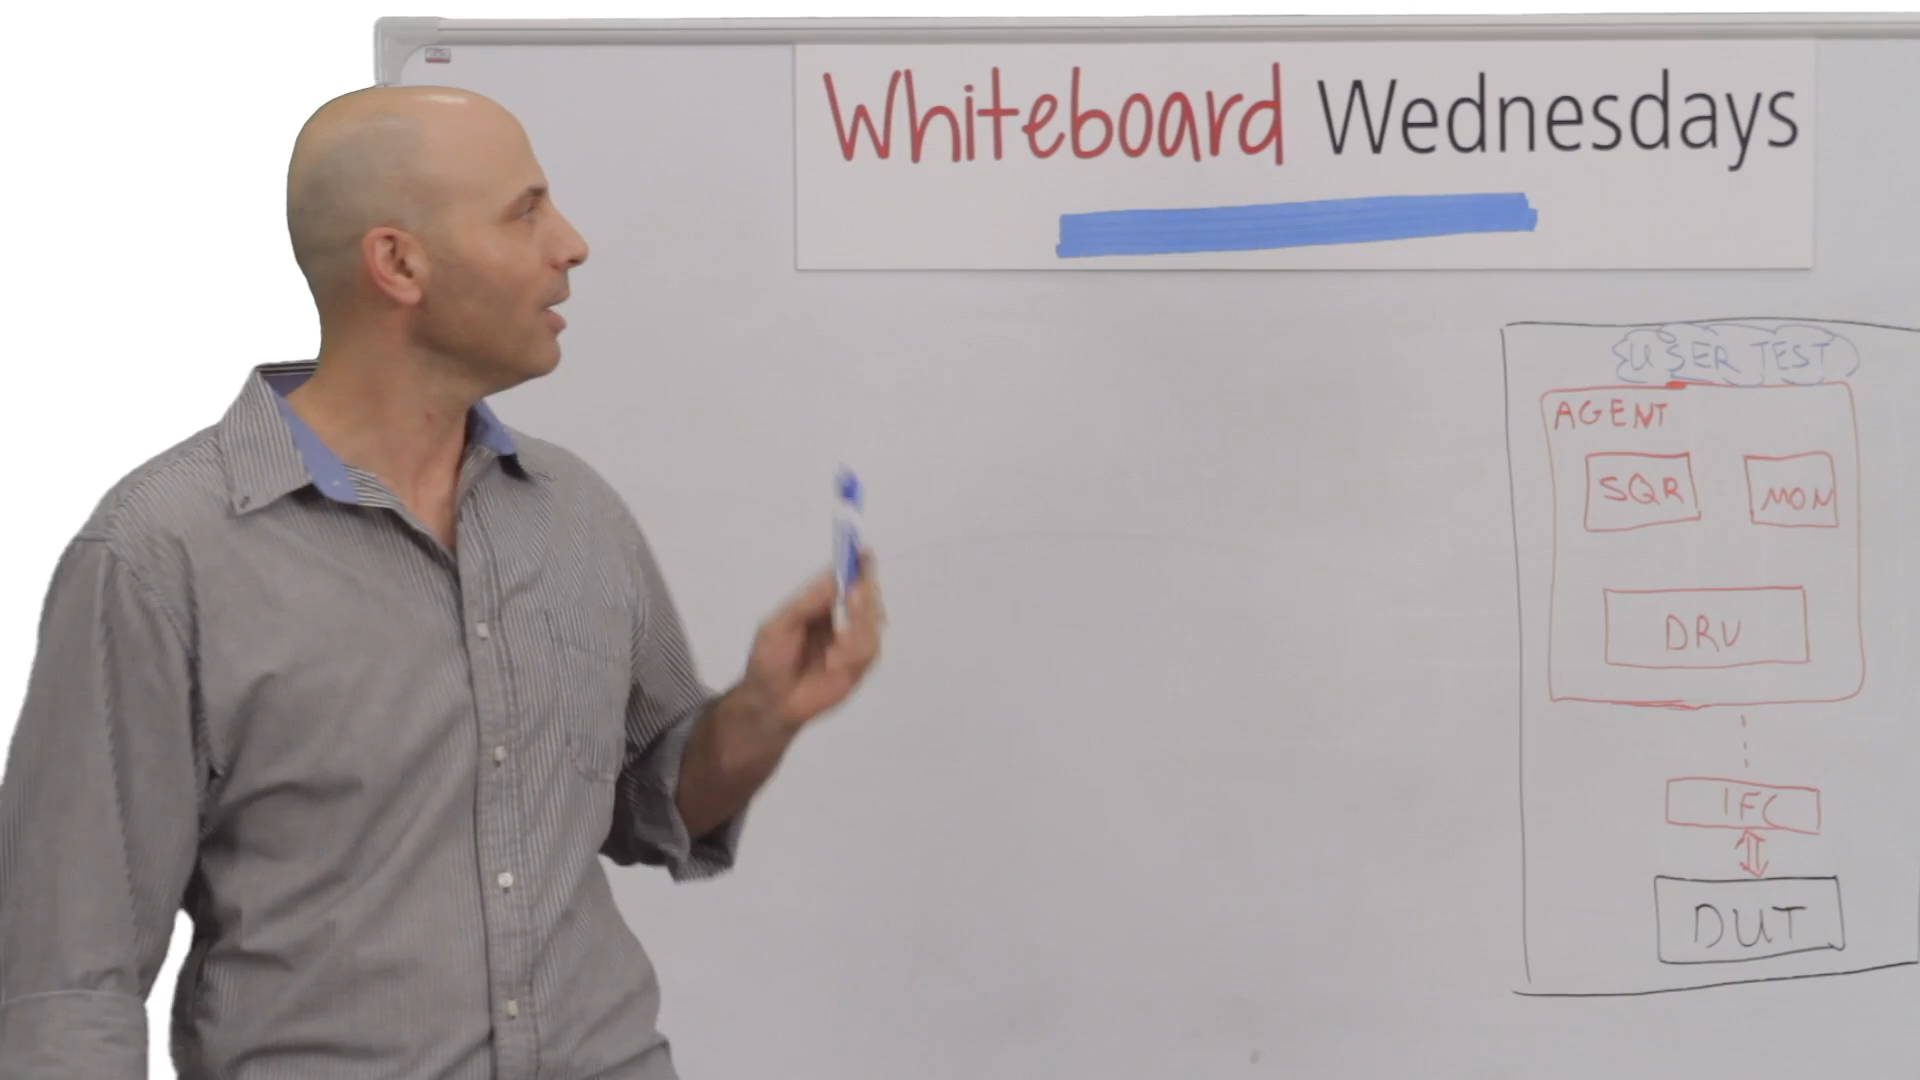 Whiteboard Wednesdays
USER TEST
AGENT
SQR MON
DRV
IFC
DUT